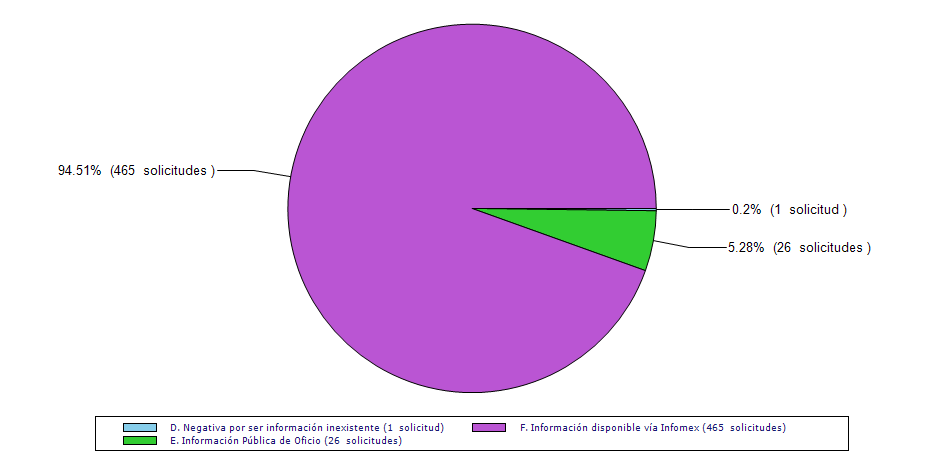 94.51% (465 solicitudes )
0.2% (1 solicitud )
5.28% (26 solicitudes )
D. Negativa por ser información inexistente (1 solicitud)
F. Información disponible vía Infomex (465 solicitudes)
E. Información Pública de Oficio (26 solicitudes)